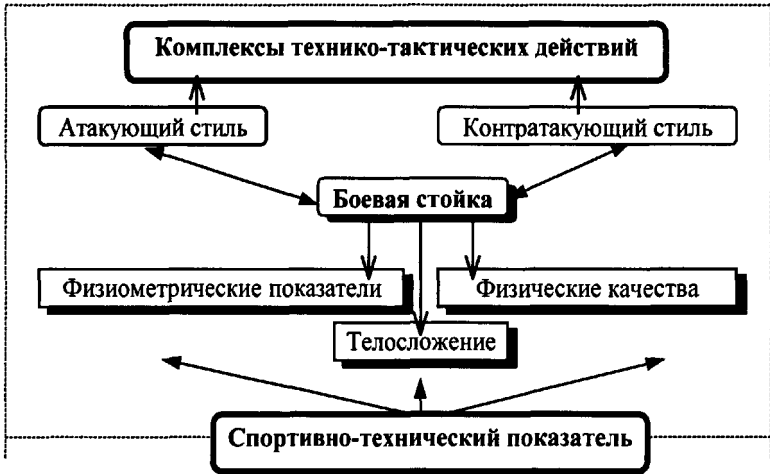 Комплексы технико-тактических действий
Атакующий стиль
Контратакующий стиль
Боевая стойка
Физиометрические показатели
Физические качества
Телосложение
Спортивно-технический показатель